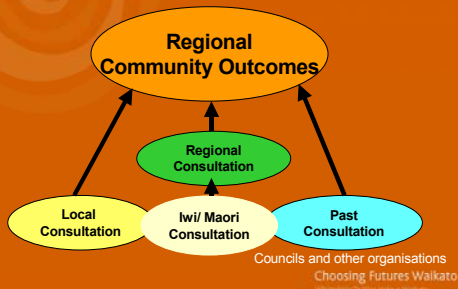 Regional
Community Outcomes
Regional
Consultation
Local
Consultation
Iwi/ Maori
Consultation
Past
Consultation
Councils and other organisations
Choosing Futures Waikato